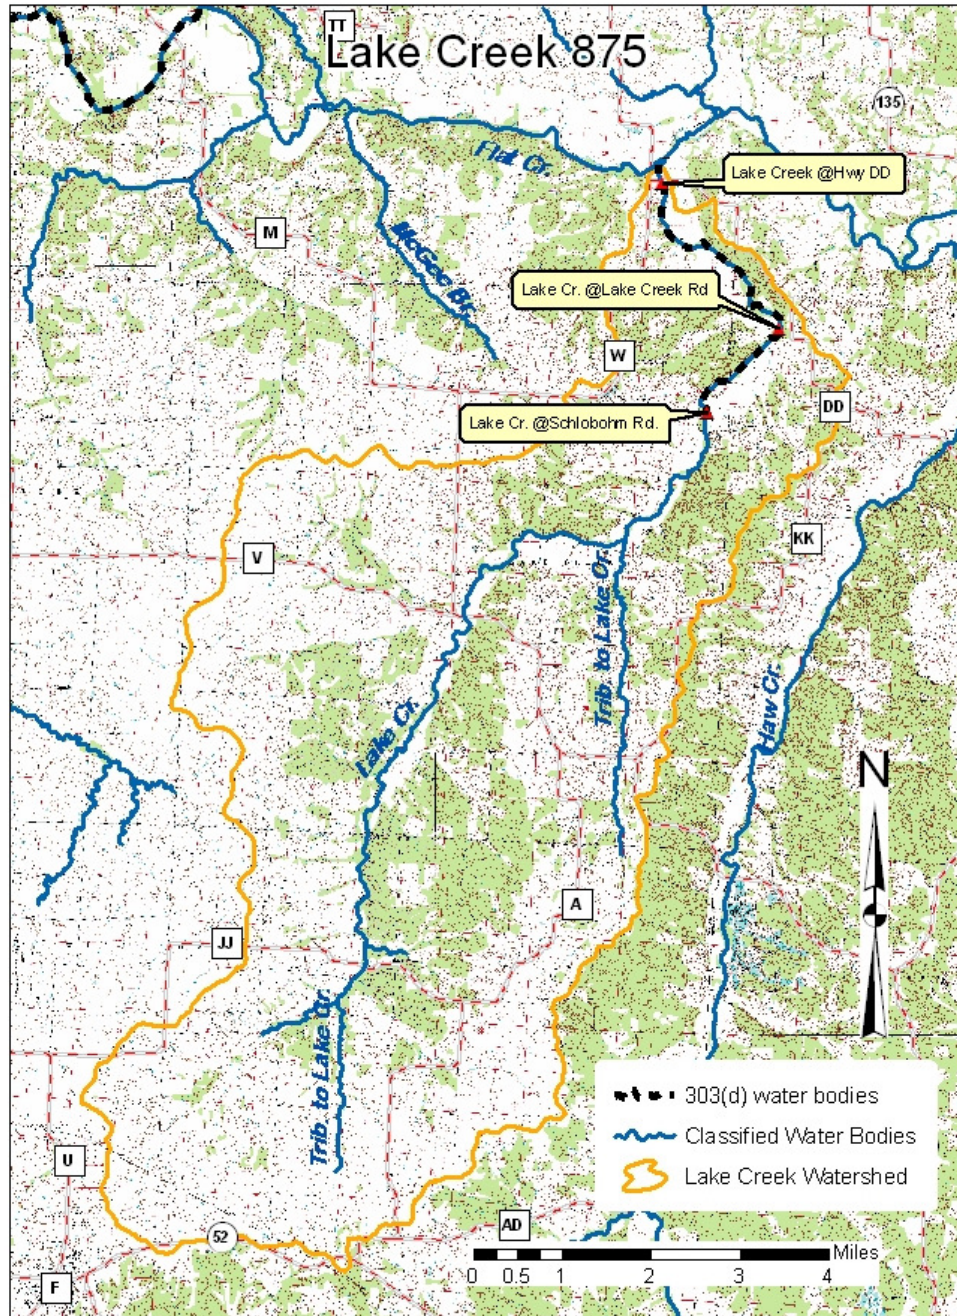 TT
Lake Creek 875
135
Flat Cr.
Lake Creek @Hwy DD
M
McGee Br.
Lake Cr. @Lake Creek Rd
W
DD
Lake Cr. @Schlobohm Rd.
KK
V
Trib to Lake Cr.
Lake Cr.
Haw Cr.
N
A
JJ
Trib to Lake Cr.
303(d) water bodies
Classified Water Bodies
Lake Creek Watershed
U
52
AD
Miles
0 0.5 1 2 3 4
F